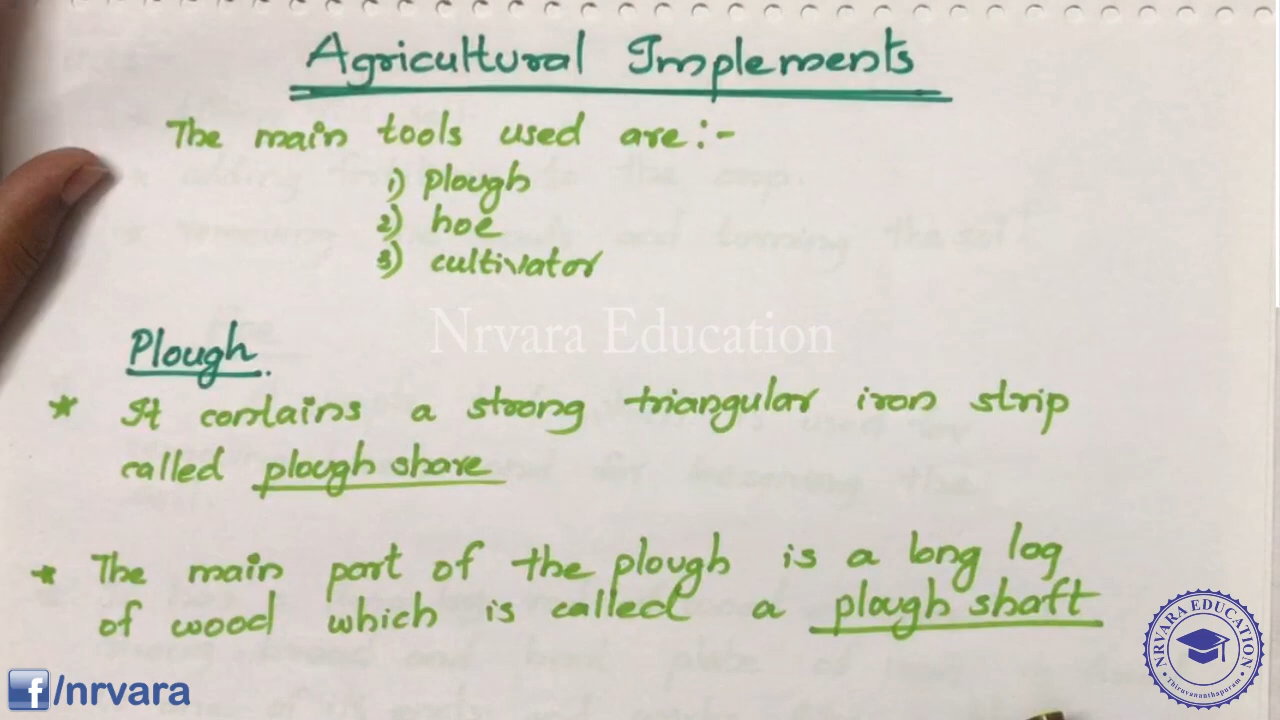 Agricultural Implements
The main tools used are:-
1) plough
2) hoe
3) cultivator
Nrvara Education
Plough.
* It contains a strong triangular iron strip
called plough share
* The main part of the plough is a long log
of wood which is called a plough shaft
NRVARA EDUCATION
Thiruvananthapuram
f/nrvara